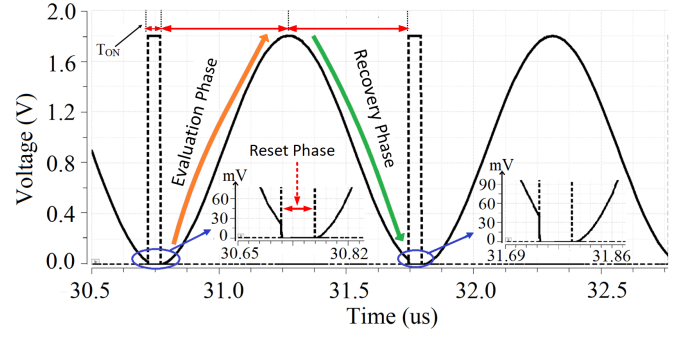 2.0
1.6
1.2
0.8
0.4
0.0
Voltage (V)
TON
Evaluation Phase
Recovery Phase
Reset Phase
mV
60
30
0
30.65 30.82
mV
90
60
30
0
31.69 31.86
30.5 31.0 31.5 32.0 32.5
Time (us)